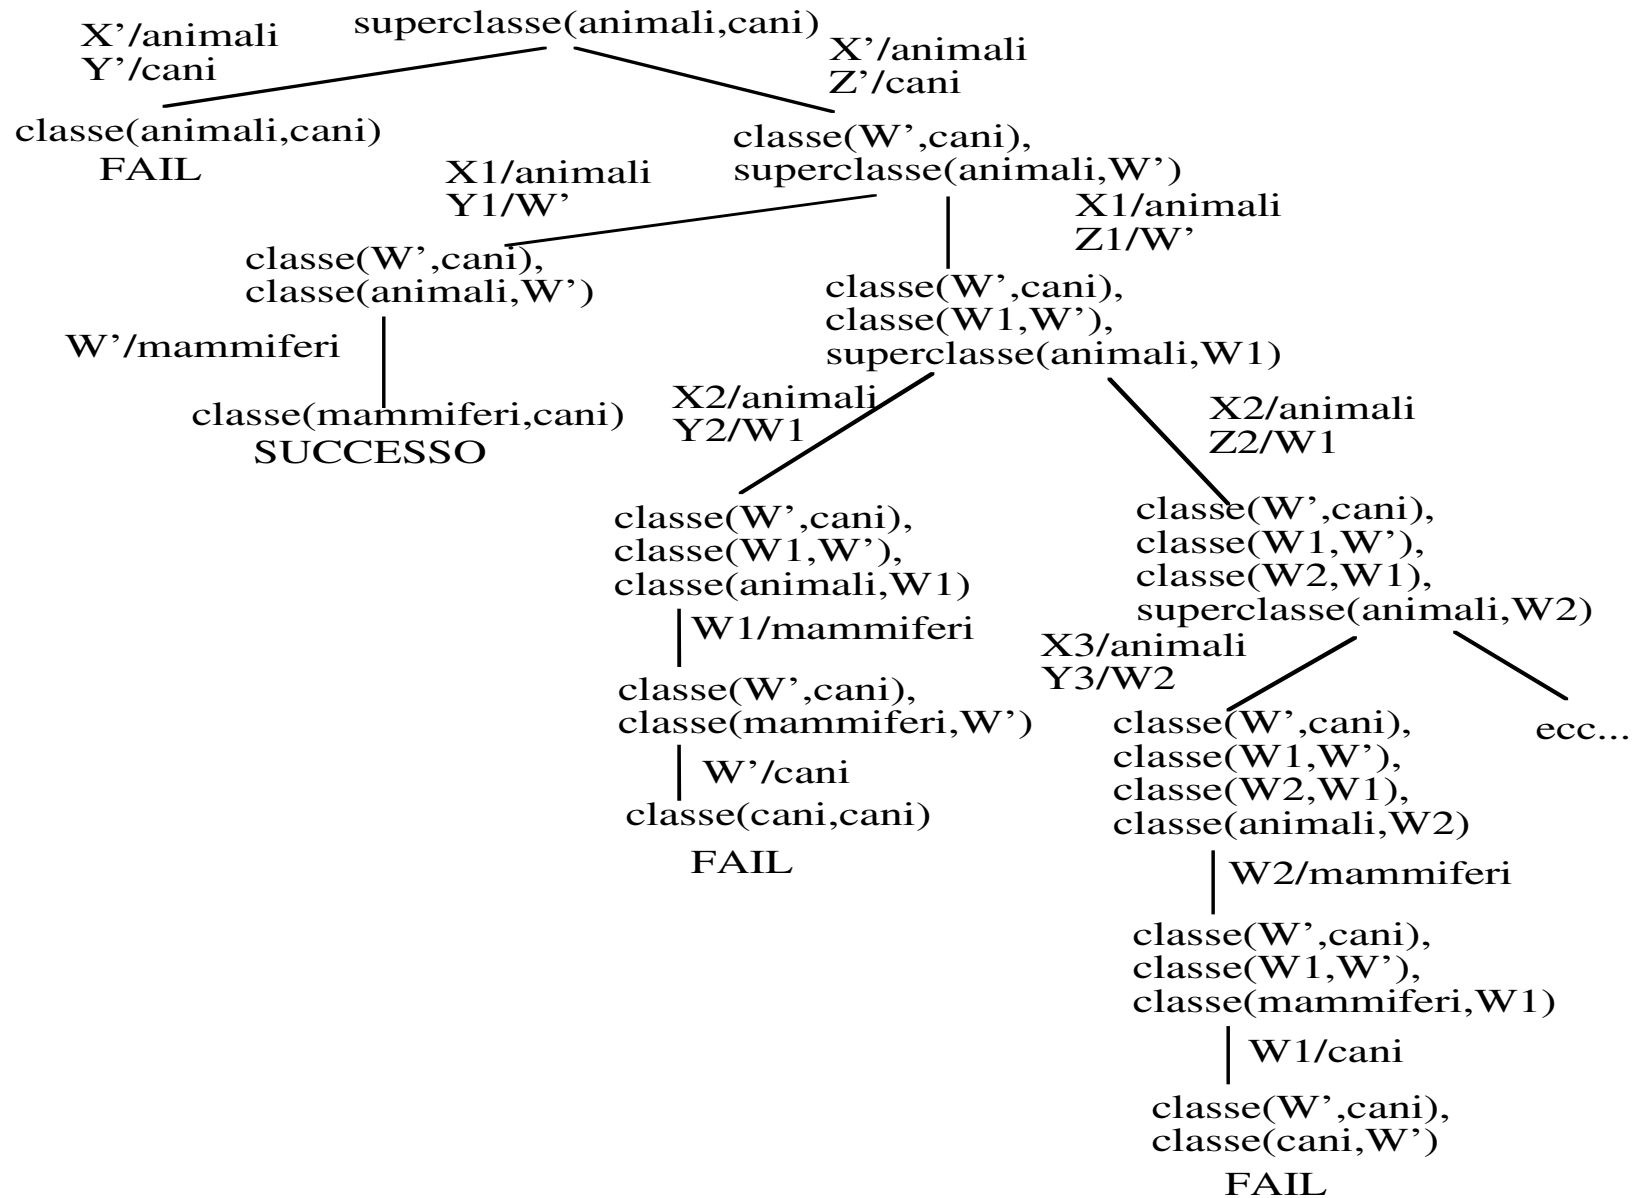 superclasse(animali,cani)
X’/animali
Y’/cani
X’/animali
Z’/cani
classe(animali,cani)
FAIL
classe(W’,cani),
superclasse(animali,W’)
X1/animali
Y1/W’
X1/animali
Z1/W’
classe(W’,cani),
classe(animali,W’)
classe(W’,cani),
classe(W1,W’),
superclasse(animali,W1)
W’/mammiferi
classe(mammiferi,cani)
SUCCESSO
X2/animali
Y2/W1
X2/animali
Z2/W1
classe(W’,cani),
classe(W1,W’),
classe(animali,W1)
classe(W’,cani),
classe(W1,W’),
classe(W2,W1),
superclasse(animali,W2)
W1/mammiferi
X3/animali
Y3/W2
classe(W’,cani),
classe(mammiferi,W’)
W’/cani
classe(cani,cani)
FAIL
classe(W’,cani),
classe(W1,W’),
classe(W2,W1),
classe(animali,W2)
ecc...
W2/mammiferi
classe(W’,cani),
classe(W1,W’),
classe(mammiferi,W1)
W1/cani
classe(W’,cani),
classe(cani,W’)
FAIL